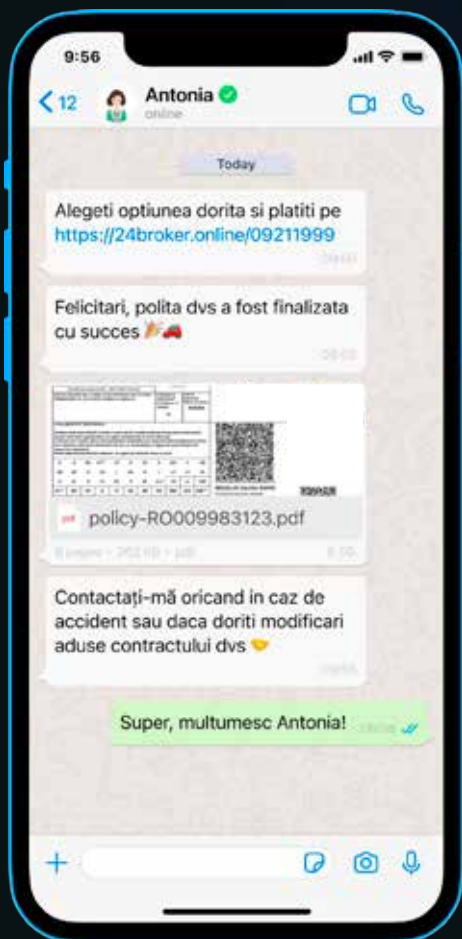 9:56
12
Antonia
online
Today
Alegeti optiunea dorita si platiti pe
https://24broker.online/09211999
Felicitari, polita dvs a fost finalizata
cu succes
pdf
policy-RO009983123.pdf
Contactați-mă oricand in caz de
accident sau daca doriti modificari
aduse contractului dvs
Super, multumesc Antonia!